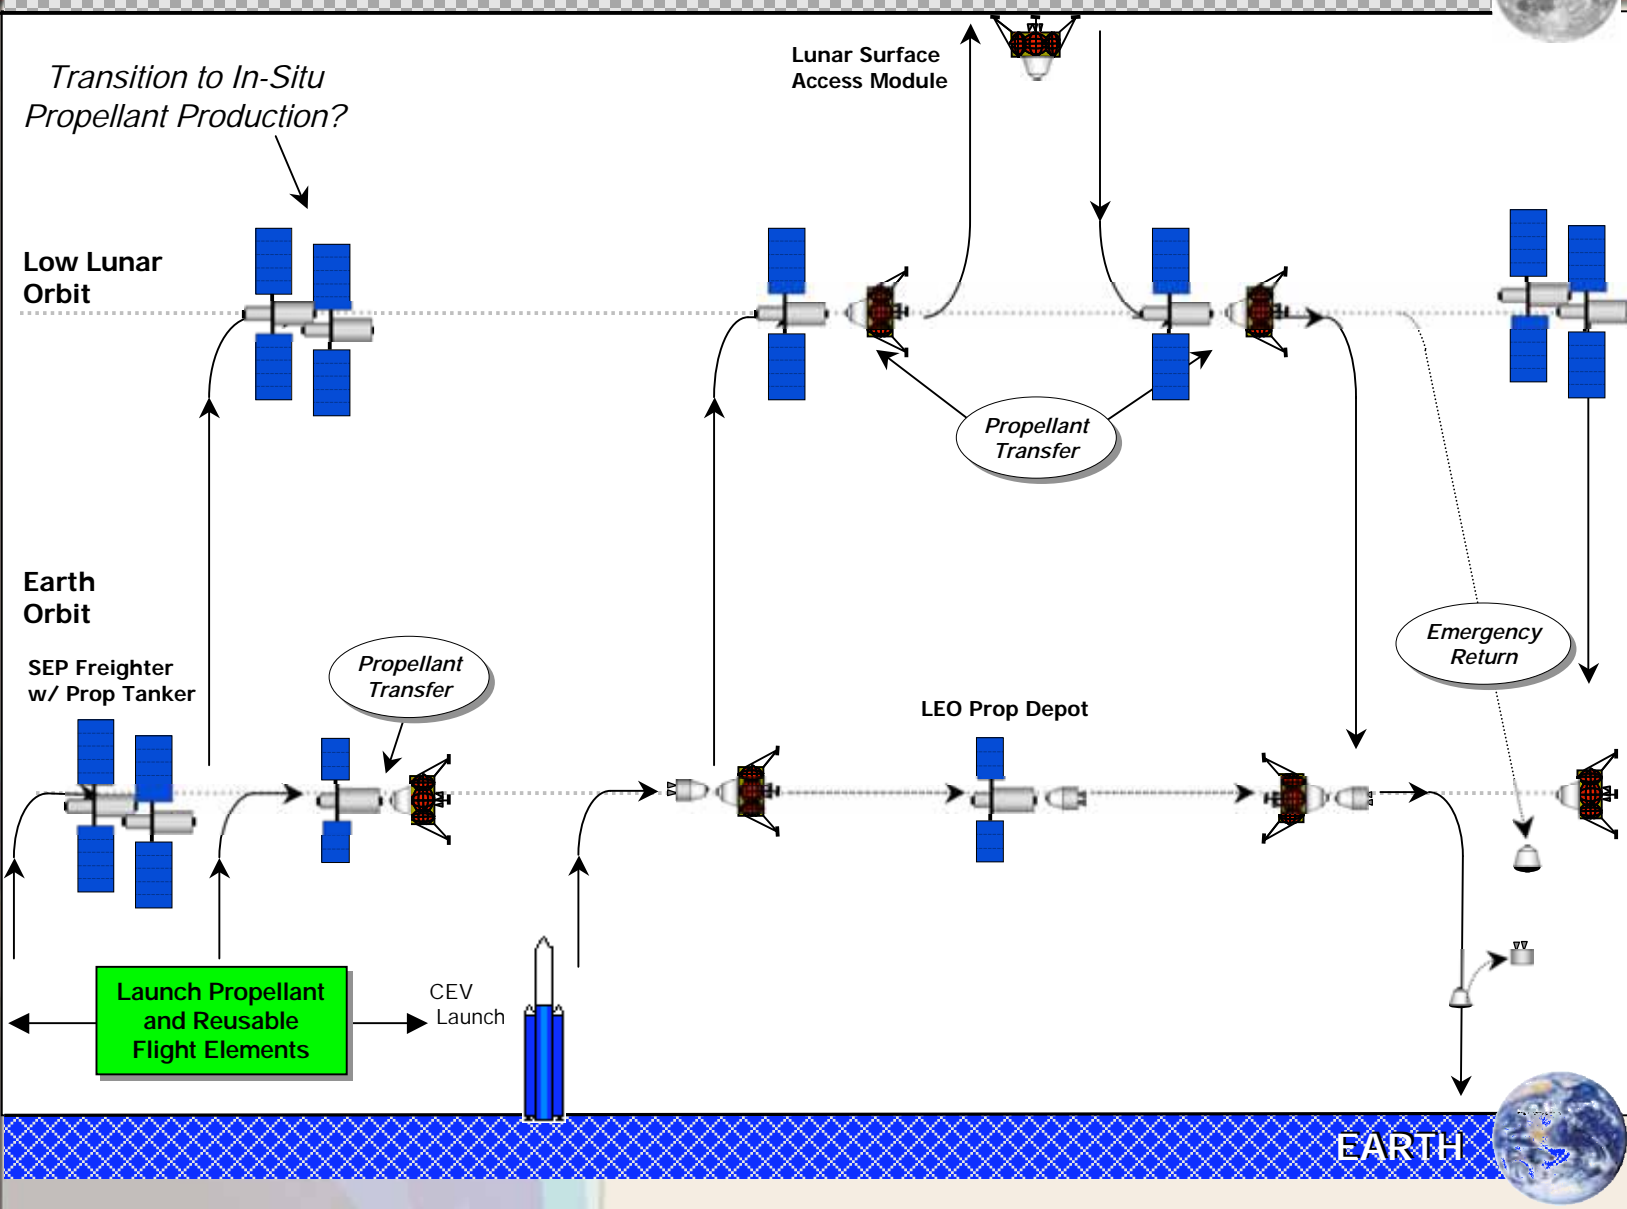 Lunar Surface
Access Module
Transition to In-Situ
Propellant Production?
Low Lunar
Orbit
Propellant
Transfer
Earth
Orbit
Emergency
Return
SEP Freighter
w/ Prop Tanker
Propellant
Transfer
LEO Prop Depot
Launch Propellant
and Reusable
Flight Elements
CEV
Launch
EARTH